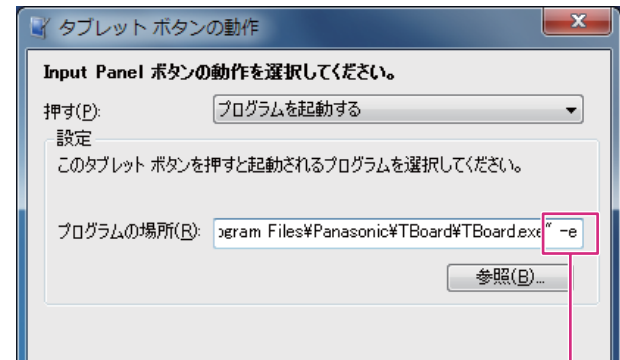 タブレット ボタンの動作
Input Panel ボタンの動作を選択してください。
押す(P): プログラムを起動する
設定
このタブレット ボタンを押すと起動されるプログラムを選択してください。
プログラムの場所(R): ogram Files¥Panasonic¥TBoard¥TBoard.exe" -e
参照(B)...